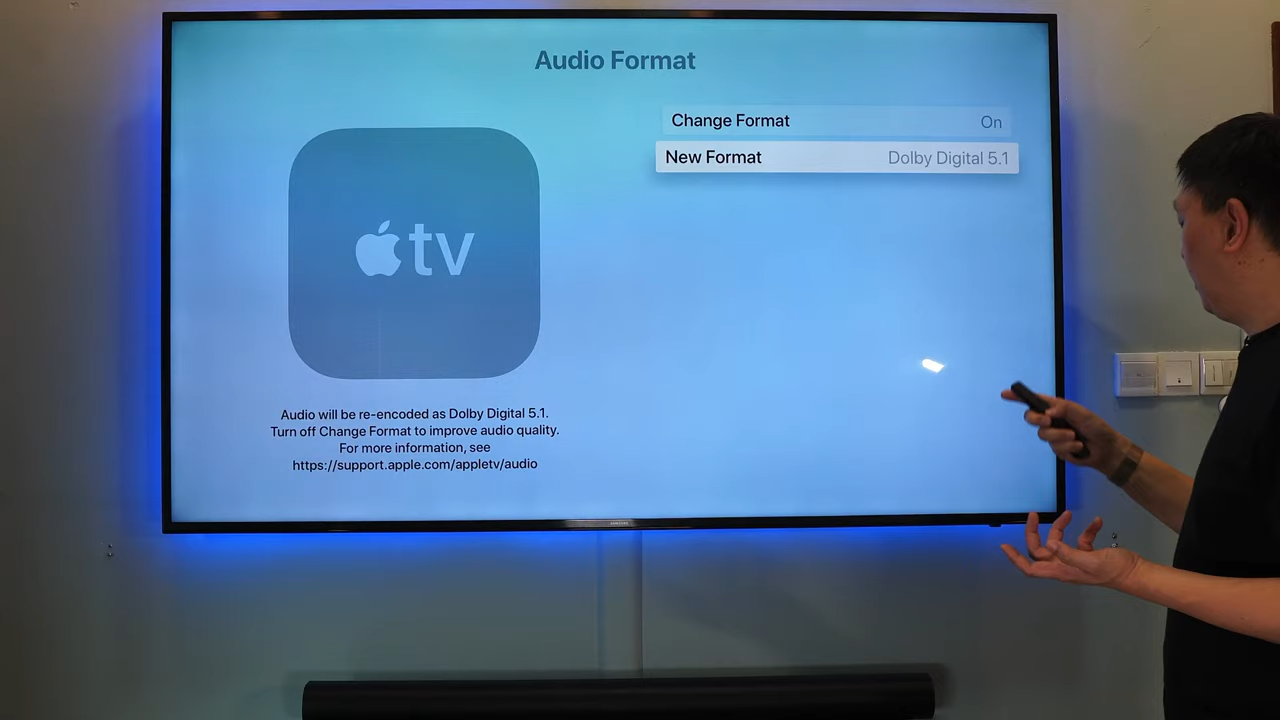 Audio Format
Change Format On
New Format Dolby Digital 5.1
tv
Audio will be re-encoded as Dolby Digital 5.1.
Turn off Change Format to improve audio quality.
For more information, see
https://support.apple.com/appletv/audio
SAMSUNG